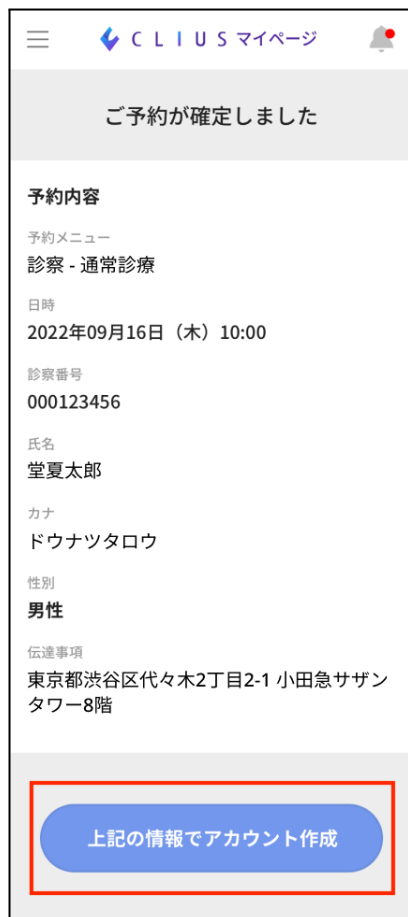 CLIUS マイページ
ご予約が確定しました
予約内容
予約メニュー
診察 - 通常診療
日時
2022年09月16日（木）10:00
診察番号
000123456
氏名
堂夏太郎
カナ
ドウナツタロウ
性別
男性
伝達事項
東京都渋谷区代々木2丁目2-1 小田急サザン
タワー8階
上記の情報でアカウント作成